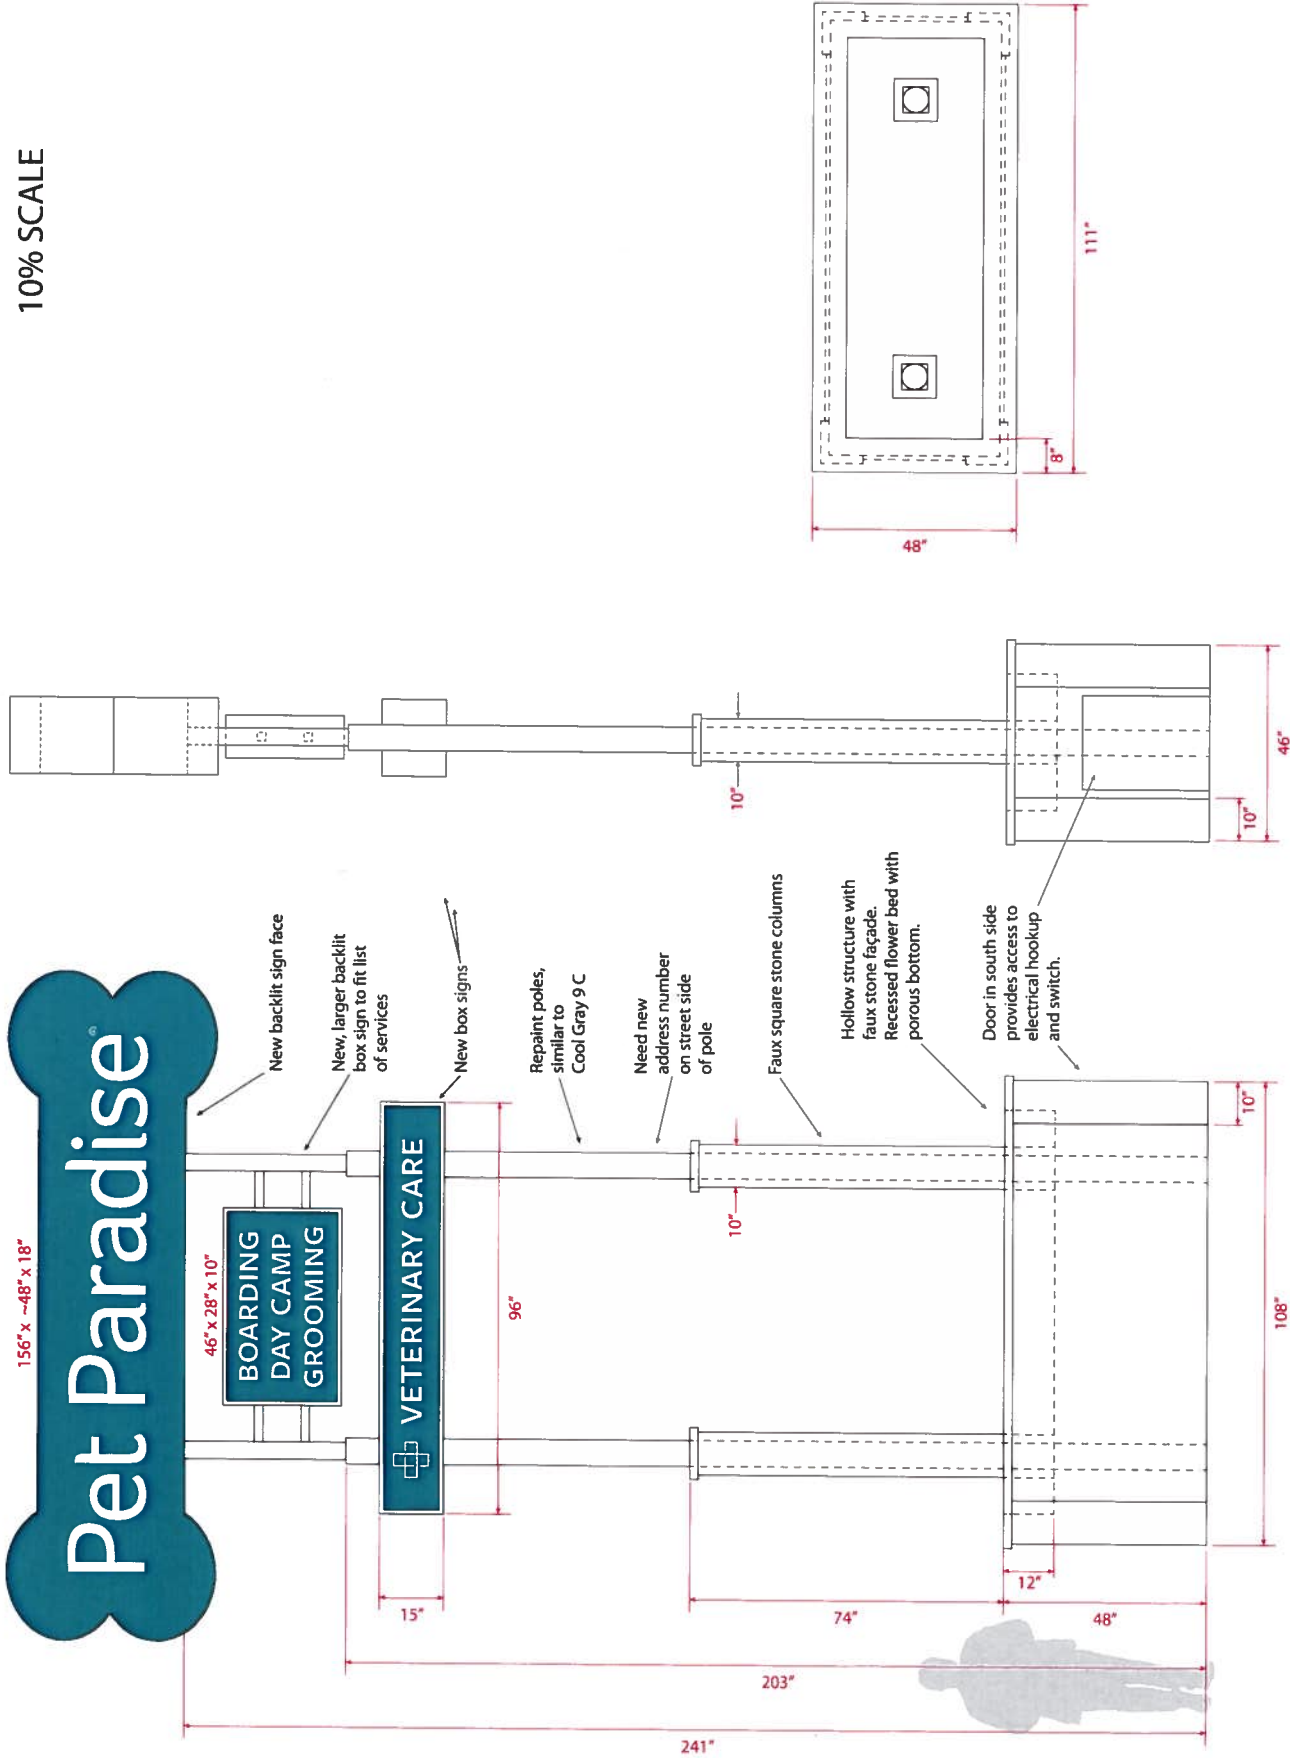 10% SCALE
156" x ~48" x 18"
Pet Paradise®
46" x 28" x 10"
BOARDING
DAY CAMP
GROOMING
VETERINARY CARE
96"
15"
New backlit sign face
New, larger backlit
box sign to fit list
of services
New box signs
Repaint poles,
similar to
Cool Gray 9 C
Need new
address number
on street side
of pole
Faux square stone columns
Hollow structure with
faux stone façade.
Recessed flower bed with
porous bottom.
Door in south side
provides access to
electrical hookup
and switch.
10"
10"
108"
12"
74"
48"
203"
241"
10"
10"
46"
48"
8"
111"